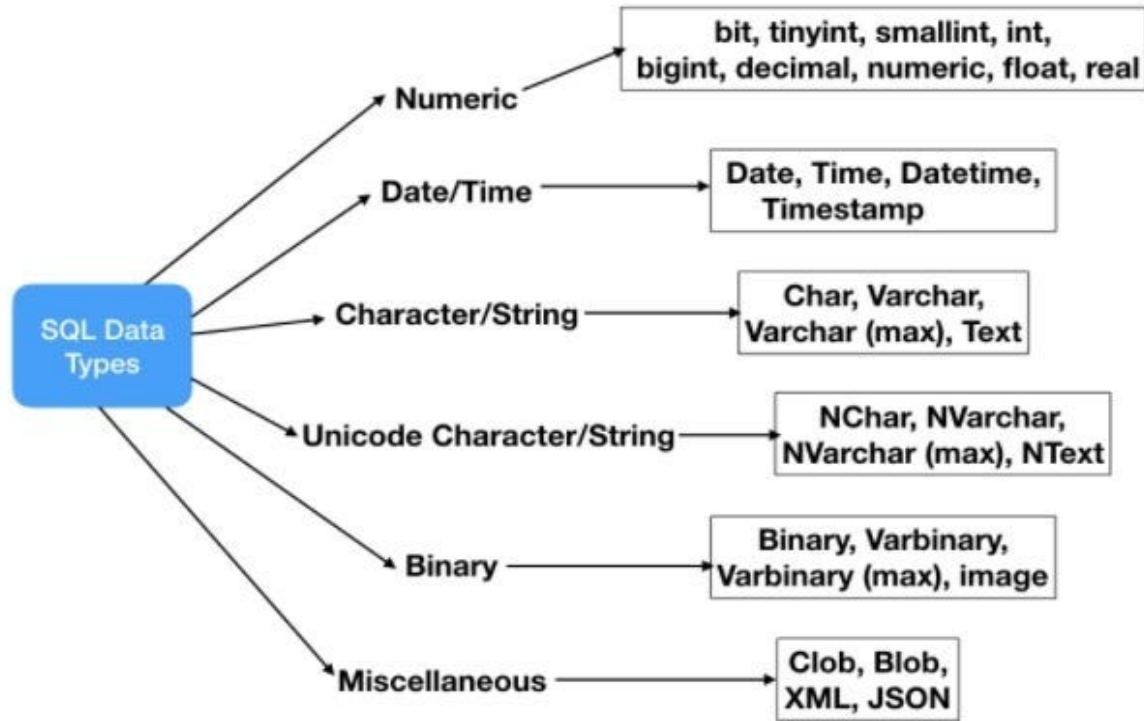 bit, tinyint, smallint, int,
bigint, decimal, numeric, float, real
Numeric
Date/Time
Date, Time, Datetime,
Timestamp
SQL Data
Types
Character/String
Char, Varchar,
Varchar (max), Text
Unicode Character/String
NChar, NVarchar,
NVarchar (max), NText
Binary
Binary, Varbinary,
Varbinary (max), image
Miscellaneous
Clob, Blob,
XML, JSON